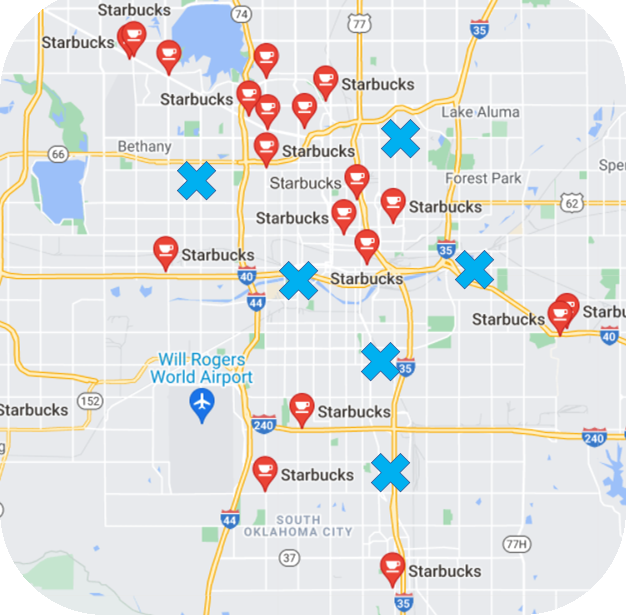 Starbucks
74
77
35
Starbucks
Starbucks
Starbucks
Lake Aluma
Bethany
66
Starbucks
Starbucks
Forest Park
62
Starbucks
Starbucks
35
Starbucks
40
Starbucks
44
Starbucks
40
Will Rogers
World Airport
35
152
Starbucks
Starbucks
240
240
Starbucks
44
SOUTH
OKLAHOMA CITY
37
77H
Starbucks
35